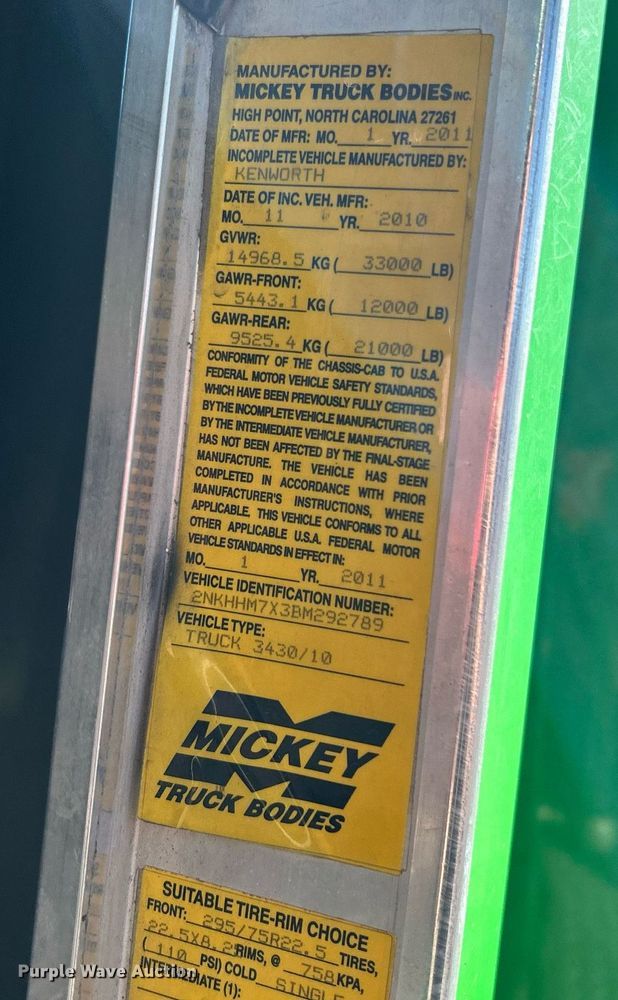 MANUFACTURED BY:
MICKEY TRUCK BODIES INC.
HIGH POINT, NORTH CAROLINA 27261
DATE OF MFR: MO. 1 YR. 2011
INCOMPLETE VEHICLE MANUFACTURED BY:
KENWORTH
DATE OF INC. VEH. MFR:
MO. 11 YR. 2010
GVWR:
14968.5 KG ( 33000 LB)
GAWR-FRONT:
5443.1 KG ( 12000 LB)
GAWR-REAR:
9525.4 KG ( 21000 LB)
CONFORMITY OF THE CHASSIS-CAB TO U.S.A.
FEDERAL MOTOR VEHICLE SAFETY STANDARDS,
WHICH HAVE BEEN PREVIOUSLY FULLY CERTIFIED
BY THE INCOMPLETE VEHICLE MANUFACTURER OR
BY THE INTERMEDIATE VEHICLE MANUFACTURER,
HAS NOT BEEN AFFECTED BY THE FINAL-STAGE
MANUFACTURE. THE VEHICLE HAS BEEN
COMPLETED IN ACCORDANCE WITH PRIOR
MANUFACTURER'S INSTRUCTIONS, WHERE
APPLICABLE. THIS VEHICLE CONFORMS TO ALL
OTHER APPLICABLE U.S.A. FEDERAL MOTOR
VEHICLE STANDARDS IN EFFECT IN:
MO. 1 YR. 2011
VEHICLE IDENTIFICATION NUMBER:
2NKHHM7X3BM292789
VEHICLE TYPE:
TRUCK 3430/10
MICKEY
TRUCK BODIES
SUITABLE TIRE-RIM CHOICE
FRONT: 295/75R22.5 TIRES,
22.5X8.25 RIMS, @ 758 KPA,
( 110 PSI) COLD SINGLE
INTERMEDIATE (1):
Purple Wave Auction